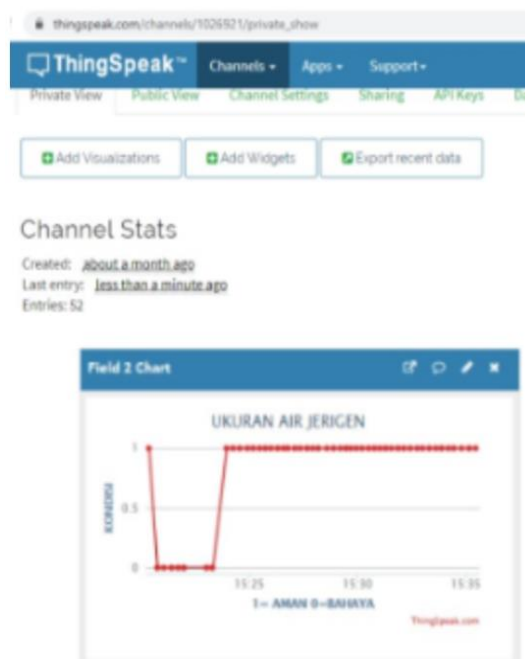 thingspeak.com/channels/1026921/private_show
ThingSpeak™ Channels Apps Support
Private View Public View Channel Settings Sharing API Keys
Add Visualizations Add Widgets Export recent data
Channel Stats
Created: about a month ago
Last entry: less than a minute ago
Entries: 52
Field 2 Chart
UKURAN AIR JERIGEN
1
0.5
KONDISI
0
15:25 15:30 15:35
1= AMAN 0=BAHAYA
ThingSpeak.com